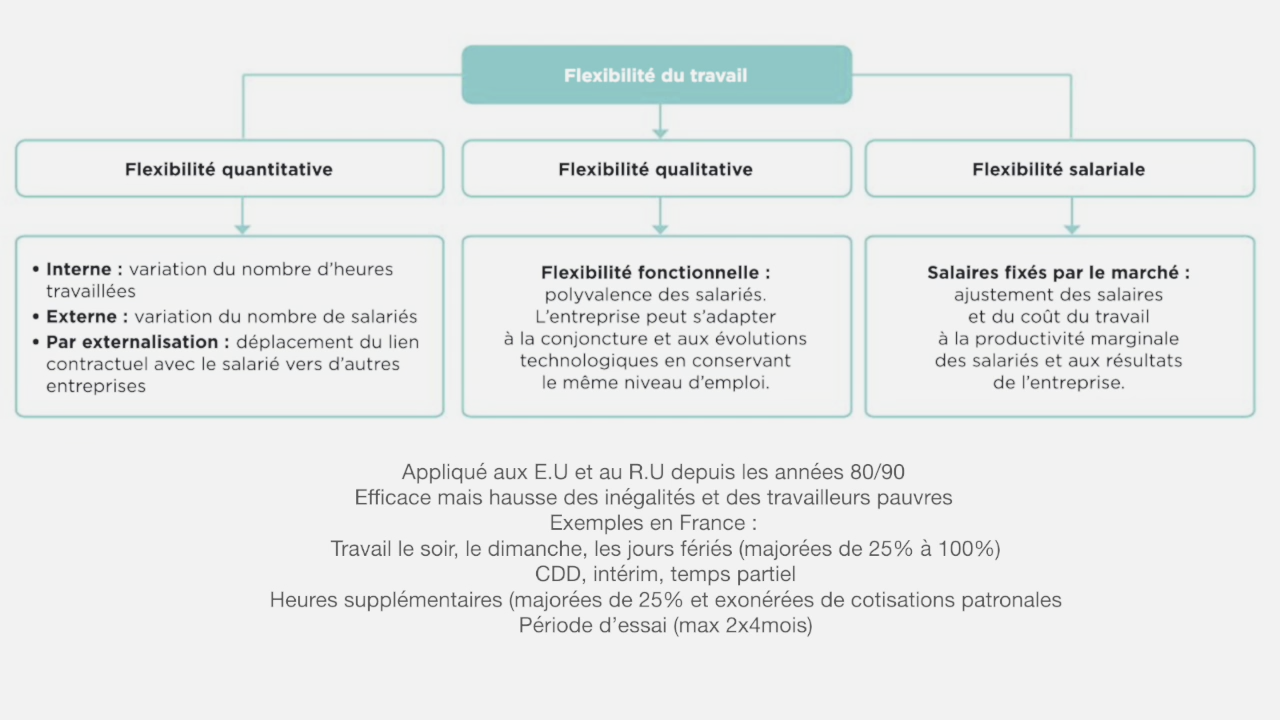 Flexibilité du travail
Flexibilité quantitative
• Interne : variation du nombre d'heures
travaillées
• Externe : variation du nombre de salariés
• Par externalisation : déplacement du lien
contractuel avec le salarié vers d'autres
entreprises
Flexibilité qualitative
Flexibilité fonctionnelle :
polyvalence des salariés.
L'entreprise peut s'adapter
à la conjoncture et aux évolutions
technologiques en conservant
le même niveau d'emploi.
Flexibilité salariale
Salaires fixés par le marché :
ajustement des salaires
et du coût du travail
à la productivité marginale
des salariés et aux résultats
de l'entreprise.
Appliqué aux E.U et au R.U depuis les années 80/90
Efficace mais hausse des inégalités et des travailleurs pauvres
Exemples en France :
Travail le soir, le dimanche, les jours fériés (majorées de 25% à 100%)
CDD, intérim, temps partiel
Heures supplémentaires (majorées de 25% et exonérées de cotisations patronales
Période d'essai (max 2x4mois)